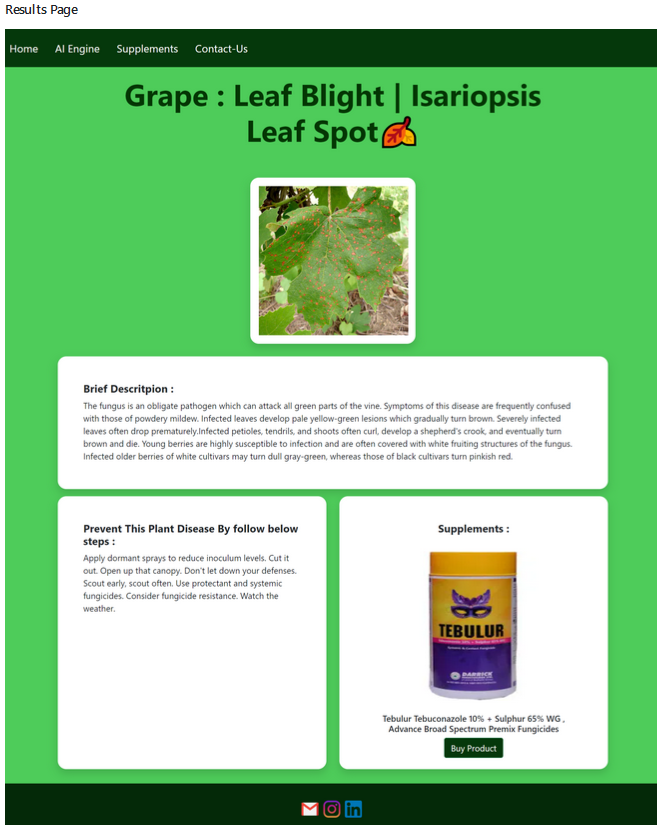 Results Page
Home AI Engine Supplements Contact-Us
Grape : Leaf Blight | Isariopsis
Leaf Spot
Brief Descritpion :
The fungus is an obligate pathogen which can attack all green parts of the vine. Symptoms of this disease are frequently confused
with those of powdery mildew. Infected leaves develop pale yellow-green lesions which gradually turn brown. Severely infected
leaves often drop prematurely.Infected petioles, tendrils, and shoots often curl, develop a shepherd's crook, and eventually turn
brown and die. Young berries are highly susceptible to infection and are often covered with white fruiting structures of the fungus.
Infected older berries of white cultivars may turn dull gray-green, whereas those of black cultivars turn pinkish red.
Prevent This Plant Disease By follow below
steps :
Apply dormant sprays to reduce inoculum levels. Cut it
out. Open up that canopy. Don't let down your defenses.
Scout early, scout often. Use protectant and systemic
fungicides. Consider fungicide resistance. Watch the
weather.
Supplements :
TEBULUR
Tebulur Tebuconazole 10% + Sulphur 65% WG ,
Advance Broad Spectrum Premix Fungicides
Buy Product